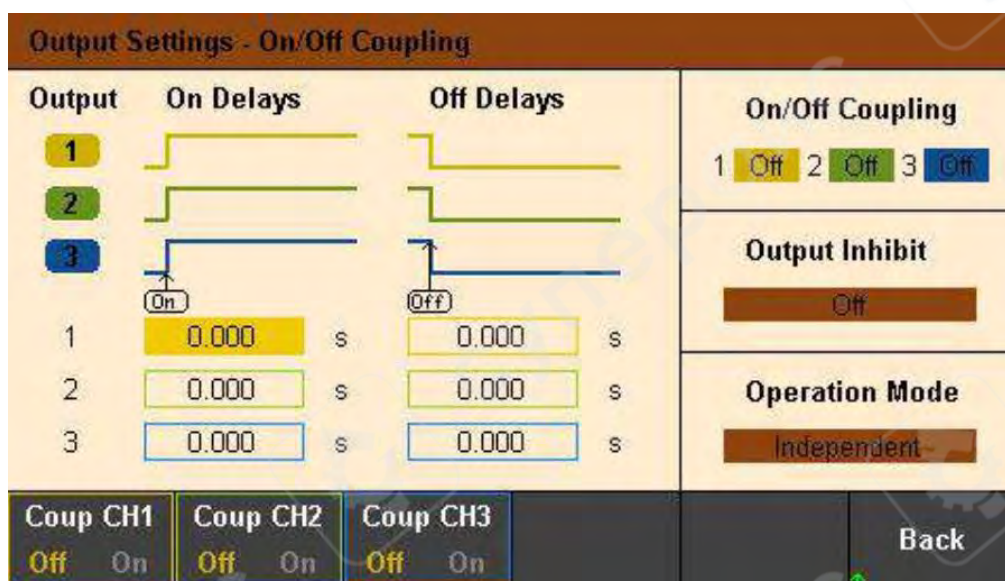 Output Settings - On/Off Coupling
Output On Delays Off Delays
1
2
3
On Off
1 0.000 s 0.000 s
2 0.000 s 0.000 s
3 0.000 s 0.000 s
On/Off Coupling
1 Off 2 Off 3 Off
Output Inhibit
Off
Operation Mode
Independent
Coup CH1 Coup CH2 Coup CH3
Off On Off On Off On
Back